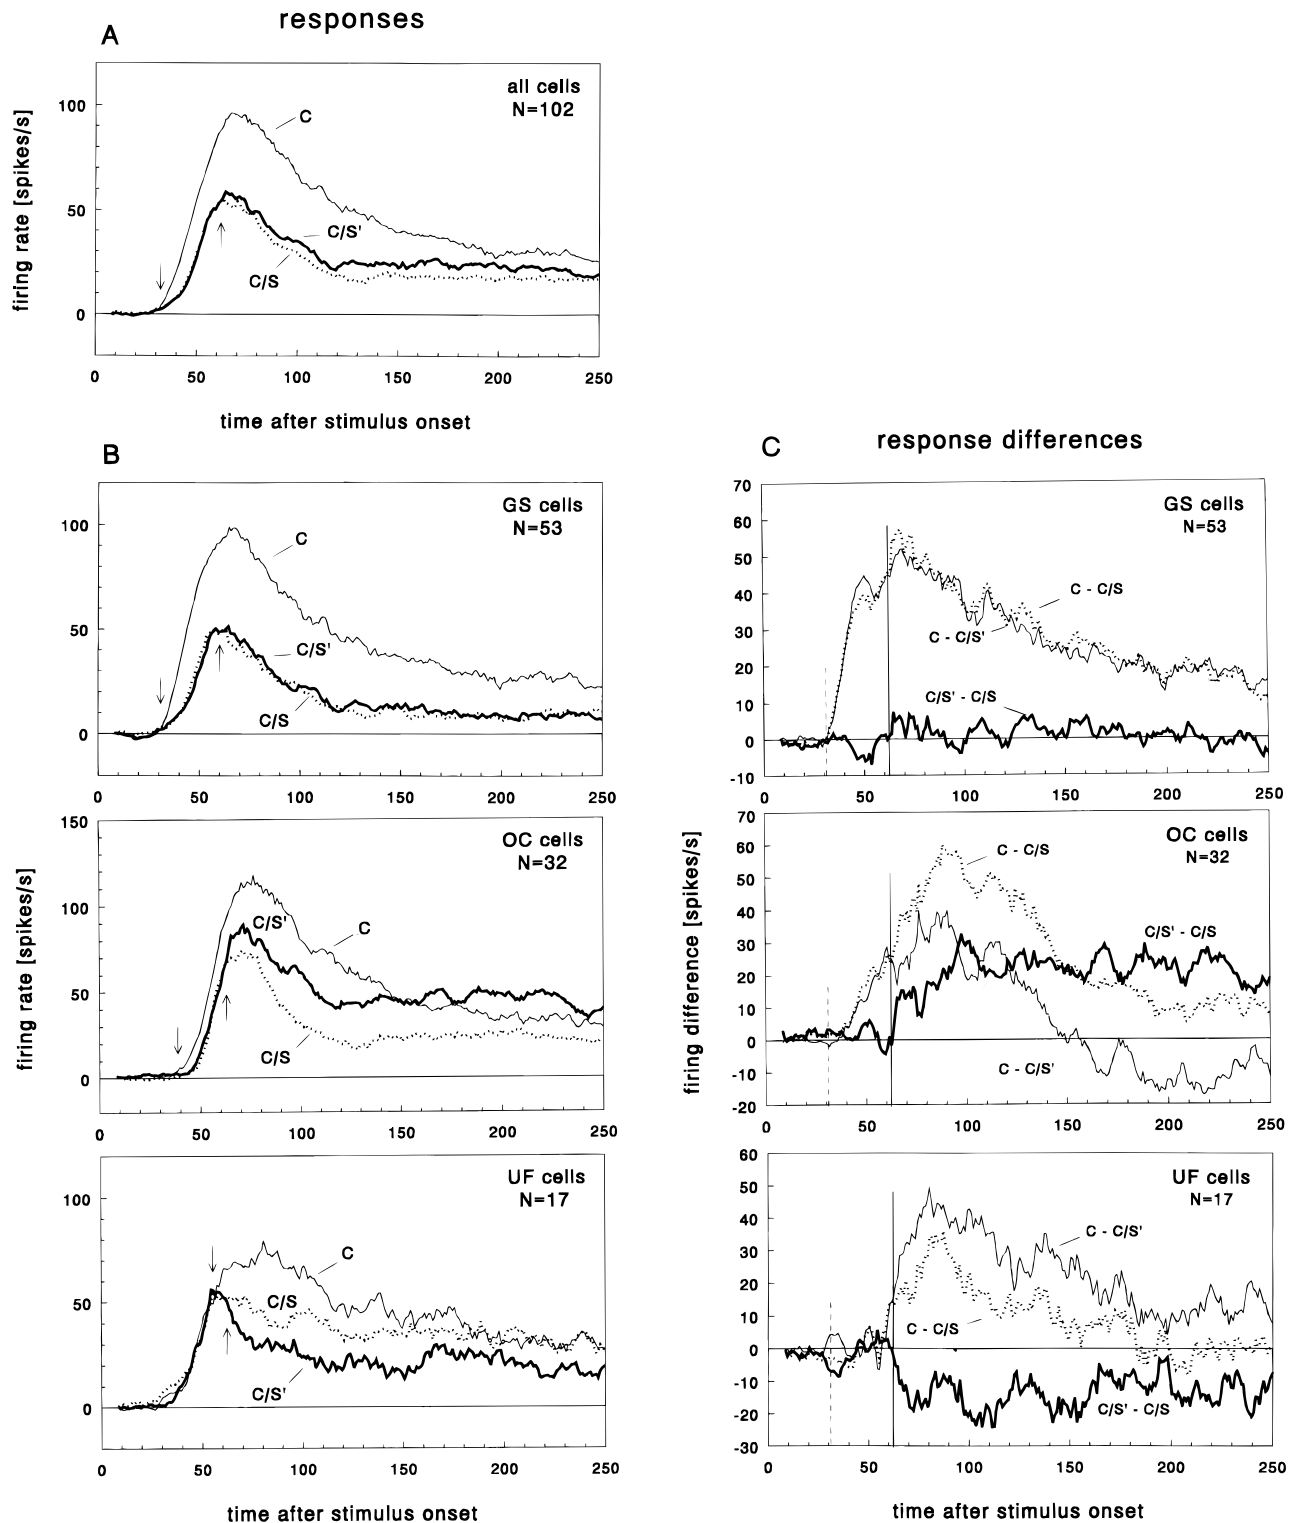 responses
A
all cells
N=102
C
C/S'
C/S
100
50
0
firing rate [spikes/s]
0 50 100 150 200 250
time after stimulus onset
B
GS cells
N=53
C
C/S'
C/S
100
50
0
0 50 100 150 200 250
OC cells
N=32
C/S'
C
C/S
150
100
50
0
firing rate [spikes/s]
0 50 100 150 200 250
UF cells
N=17
C
C/S
C/S'
100
50
0
0 50 100 150 200 250
time after stimulus onset
C
response differences
GS cells
N=53
C - C/S
C - C/S'
C/S' - C/S
70
60
50
40
30
20
10
0
-10
0 50 100 150 200 250
OC cells
N=32
C - C/S
C/S' - C/S
C - C/S'
70
60
50
40
30
20
10
0
-10
-20
firing difference [spikes/s]
0 50 100 150 200 250
UF cells
N=17
C - C/S'
C - C/S
C/S' - C/S
60
50
40
30
20
10
0
-10
-20
-30
0 50 100 150 200 250
time after stimulus onset